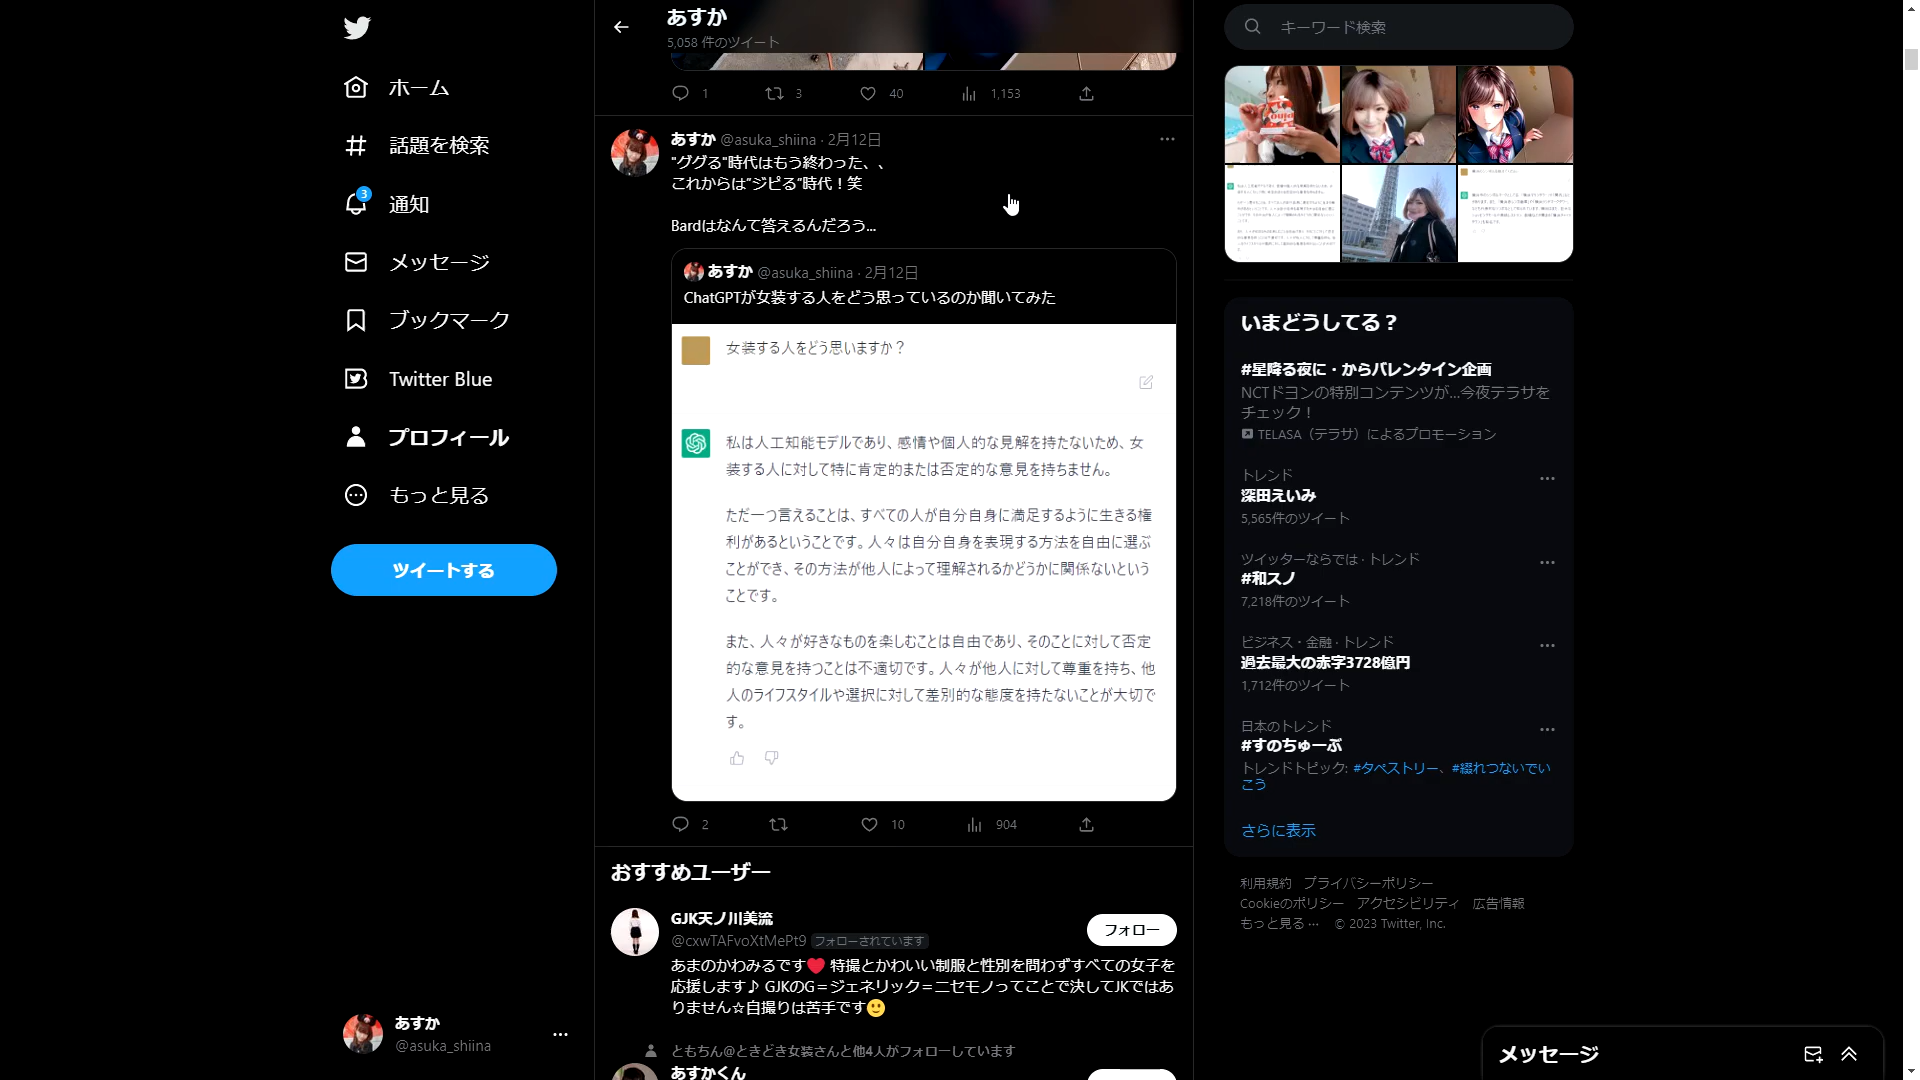 ホーム
話題を検索
3
通知
メッセージ
ブックマーク
Twitter Blue
プロフィール
もっと見る
ツイートする
あすか
@asuka_shiina
あすか
5,058 件のツイート
1 3 40 1,153
あすか @asuka_shiina · 2月12日
"ググる"時代はもう終わった、、
これからは”ジピる”時代！笑
Bardはなんて答えるんだろう...
あすか @asuka_shiina · 2月12日
ChatGPTが女装する人をどう思っているのか聞いてみた
女装する人をどう思いますか？
私は人工知能モデルであり、感情や個人的な見解を持たないため、女
装する人に対して特に肯定的または否定的な意見を持ちません。
ただ一つ言えることは、すべての人が自分自身に満足するように生きる権
利があるということです。人々は自分自身を表現する方法を自由に選ぶ
ことができ、その方法が他人によって理解されるかどうかに関係ないという
ことです。
また、人々が好きなものを楽しむことは自由であり、そのことに対して否定
的な意見を持つことは不適切です。人々が他人に対して尊重を持ち、他
人のライフスタイルや選択に対して差別的な態度を持たないことが大切で
す。
2 10 904
おすすめユーザー
GJK天ノ川美流
@cxwTAFvoXtMePt9 フォローされています
フォロー
あまのかわみるです❤️ 特撮とかわいい制服と性別を問わずすべての女子を
応援します♪ GJKのG＝ジェネリック＝ニセモノってことで決してJKではあ
りません☆自撮りは苦手です🙂
ともちん@ときどき女装さんと他4人がフォローしています
あすかくん
キーワード検索
いまどうしてる？
#星降る夜に・からバレンタイン企画
NCTドヨンの特別コンテンツが...今夜テラサを
チェック！
TELASA（テラサ）によるプロモーション
トレンド
深田えいみ
5,565件のツイート
ツイッターならでは · トレンド
#和スノ
7,218件のツイート
ビジネス・金融 · トレンド
過去最大の赤字3728億円
1,712件のツイート
日本のトレンド
#すのちゅーぶ
トレンドトピック: #タペストリー、#綴れつないでい
こう
さらに表示
利用規約 プライバシーポリシー
Cookieのポリシー アクセシビリティ 広告情報
もっと見る ··· © 2023 Twitter, Inc.
メッセージ